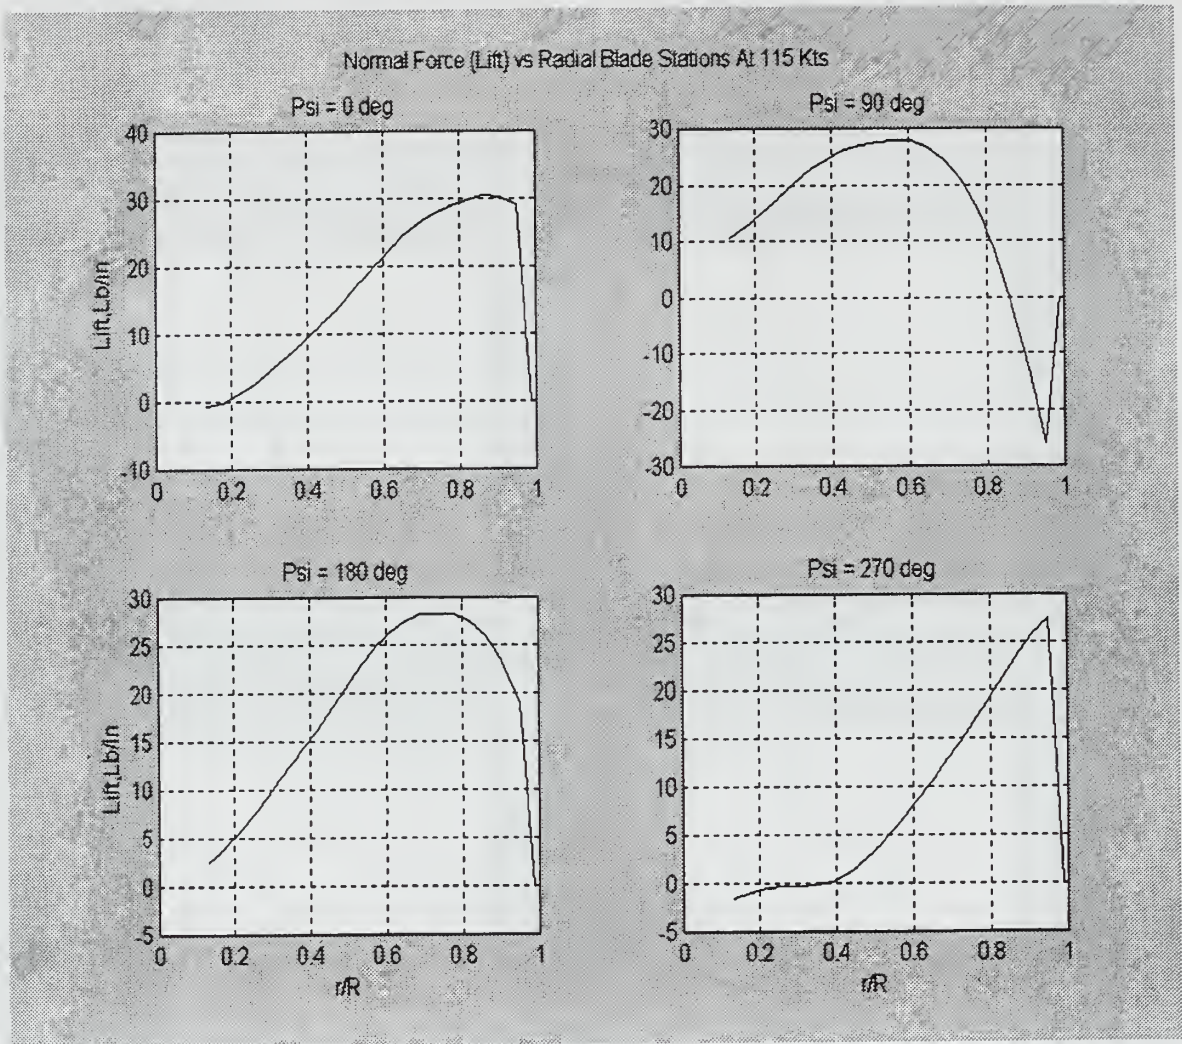 Normal Force (Lift) vs Radial Blade Stations At 115 Kts
Psi = 0 deg
40
30
20
10
0
-10
Lift,Lb/in
0 0.2 0.4 0.6 0.8 1
Psi = 90 deg
30
20
10
0
-10
-20
-30
0 0.2 0.4 0.6 0.8 1
Psi = 180 deg
30
25
20
15
10
5
0
-5
Lift,Lb/in
0 0.2 0.4 0.6 0.8 1
r/R
Psi = 270 deg
30
25
20
15
10
5
0
-5
0 0.2 0.4 0.6 0.8 1
r/R